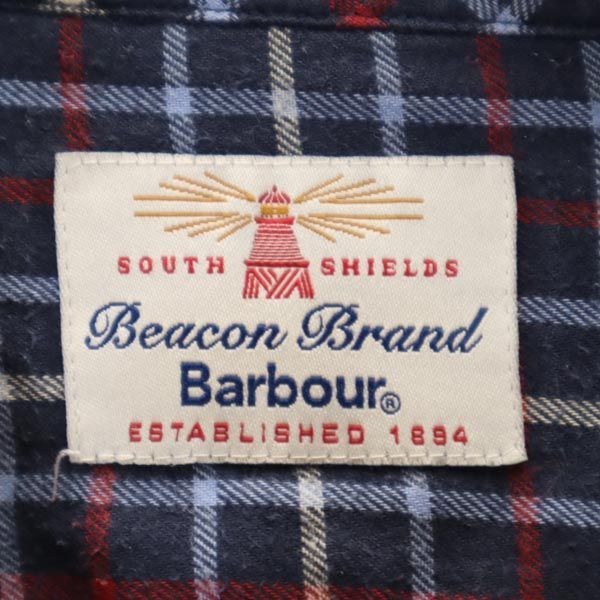 SOUTH SHIELDS
Beacon Brand
Barbour®
ESTABLISHED 1894